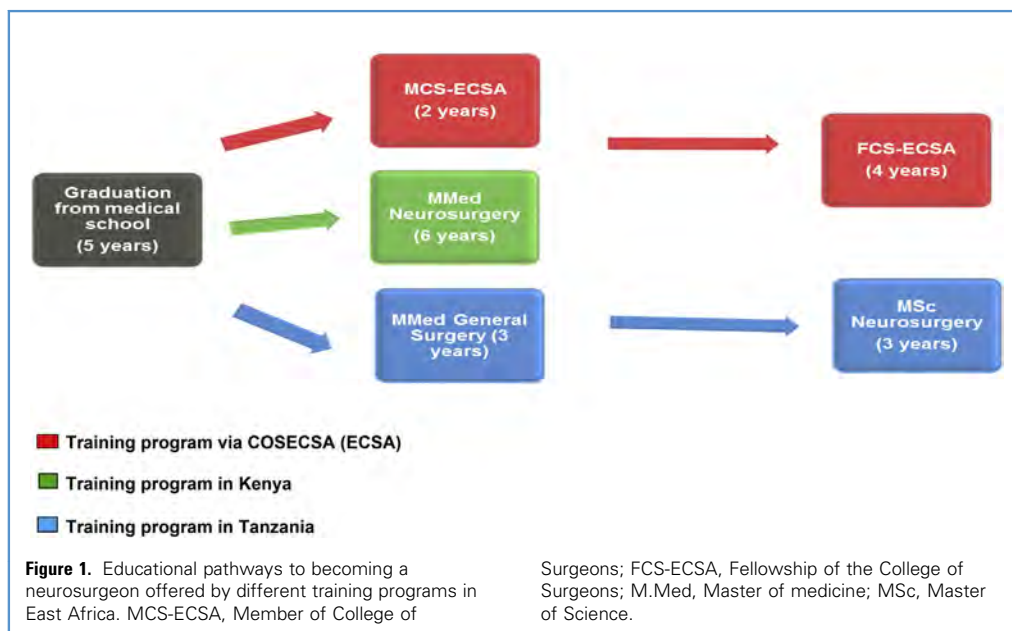 MCS-ECSA
(2 years)
FCS-ECSA
(4 years)
Graduation
from medical
school
(5 years)
MMed
Neurosurgery
(6 years)
MMed General
Surgery (3
years)
MSc
Neurosurgery
(3 years)
Training program via COSECSA (ECSA)
Training program in Kenya
Training program in Tanzania
Figure 1. Educational pathways to becoming a
neurosurgeon offered by different training programs in
East Africa. MCS-ECSA, Member of College of
Surgeons; FCS-ECSA, Fellowship of the College of
Surgeons; M.Med, Master of medicine; MSc, Master
of Science.